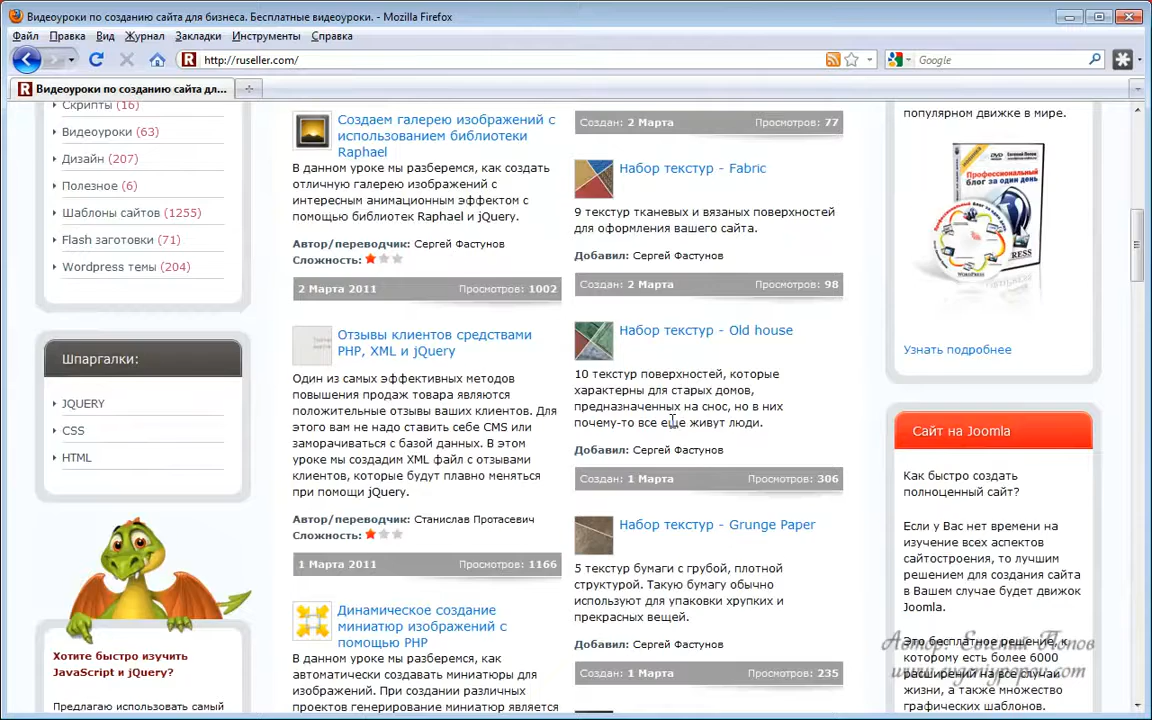 Видеоуроки по созданию сайта для бизнеса. Бесплатные видеоуроки. - Mozilla Firefox
Файл Правка Вид Журнал Закладки Инструменты Справка
http://ruseller.com/
Google
Видеоуроки по созданию сайта дл...
Скрипты (16)
Видеоуроки (63)
Дизайн (207)
Полезное (6)
Шаблоны сайтов (1255)
Flash заготовки (71)
Wordpress темы (204)
Шпаргалки:
JQUERY
CSS
HTML
Хотите быстро изучить
JavaScript и jQuery?
Предлагаю использовать самый
Создаем галерею изображений с
использованием библиотеки
Raphael
В данном уроке мы разберемся, как создать
отличную галерею изображений с
интересным анимационным эффектом с
помощью библиотек Raphael и jQuery.
Автор/переводчик: Сергей Фастунов
Сложность:
2 Марта 2011 Просмотров: 1002
Отзывы клиентов средствами
PHP, XML и jQuery
Один из самых эффективных методов
повышения продаж товара являются
положительные отзывы ваших клиентов. Для
этого вам не надо ставить себе CMS или
заморачиваться с базой данных. В этом
уроке мы создадим XML файл с отзывами
клиентов, которые будут плавно меняться
при помощи jQuery.
Автор/переводчик: Станислав Протасевич
Сложность:
1 Марта 2011 Просмотров: 1166
Динамическое создание
миниатюр изображений с
помощью PHP
В данном уроке мы разберемся, как
автоматически создавать миниатюры для
изображений. При создании различных
проектов генерирование миниатюр является
Создан: 2 Марта Просмотров: 77
Набор текстур - Fabric
9 текстур тканевых и вязаных поверхностей
для оформления вашего сайта.
Добавил: Сергей Фастунов
Создан: 2 Марта Просмотров: 98
Набор текстур - Old house
10 текстур поверхностей, которые
характерны для старых домов,
предназначенных на снос, но в них
почему-то все еще живут люди.
Добавил: Сергей Фастунов
Создан: 1 Марта Просмотров: 306
Набор текстур - Grunge Paper
5 текстур бумаги с грубой, плотной
структурой. Такую бумагу обычно
используют для упаковки хрупких и
прекрасных вещей.
Добавил: Сергей Фастунов
Создан: 1 Марта Просмотров: 235
популярном движке в мире.
Профессиональный
блог за один день
Узнать подробнее
Сайт на Joomla
Как быстро создать
полноценный сайт?
Если у Вас нет времени на
изучение всех аспектов
сайтостроения, то лучшим
решением для создания сайта
в Вашем случае будет движок
Joomla.
Это бесплатное решение, к
которому есть более 6000
расширений на все случаи
жизни, а также множество
графических шаблонов.
Автор: Евгений Попов
www.evgeniypopov.com